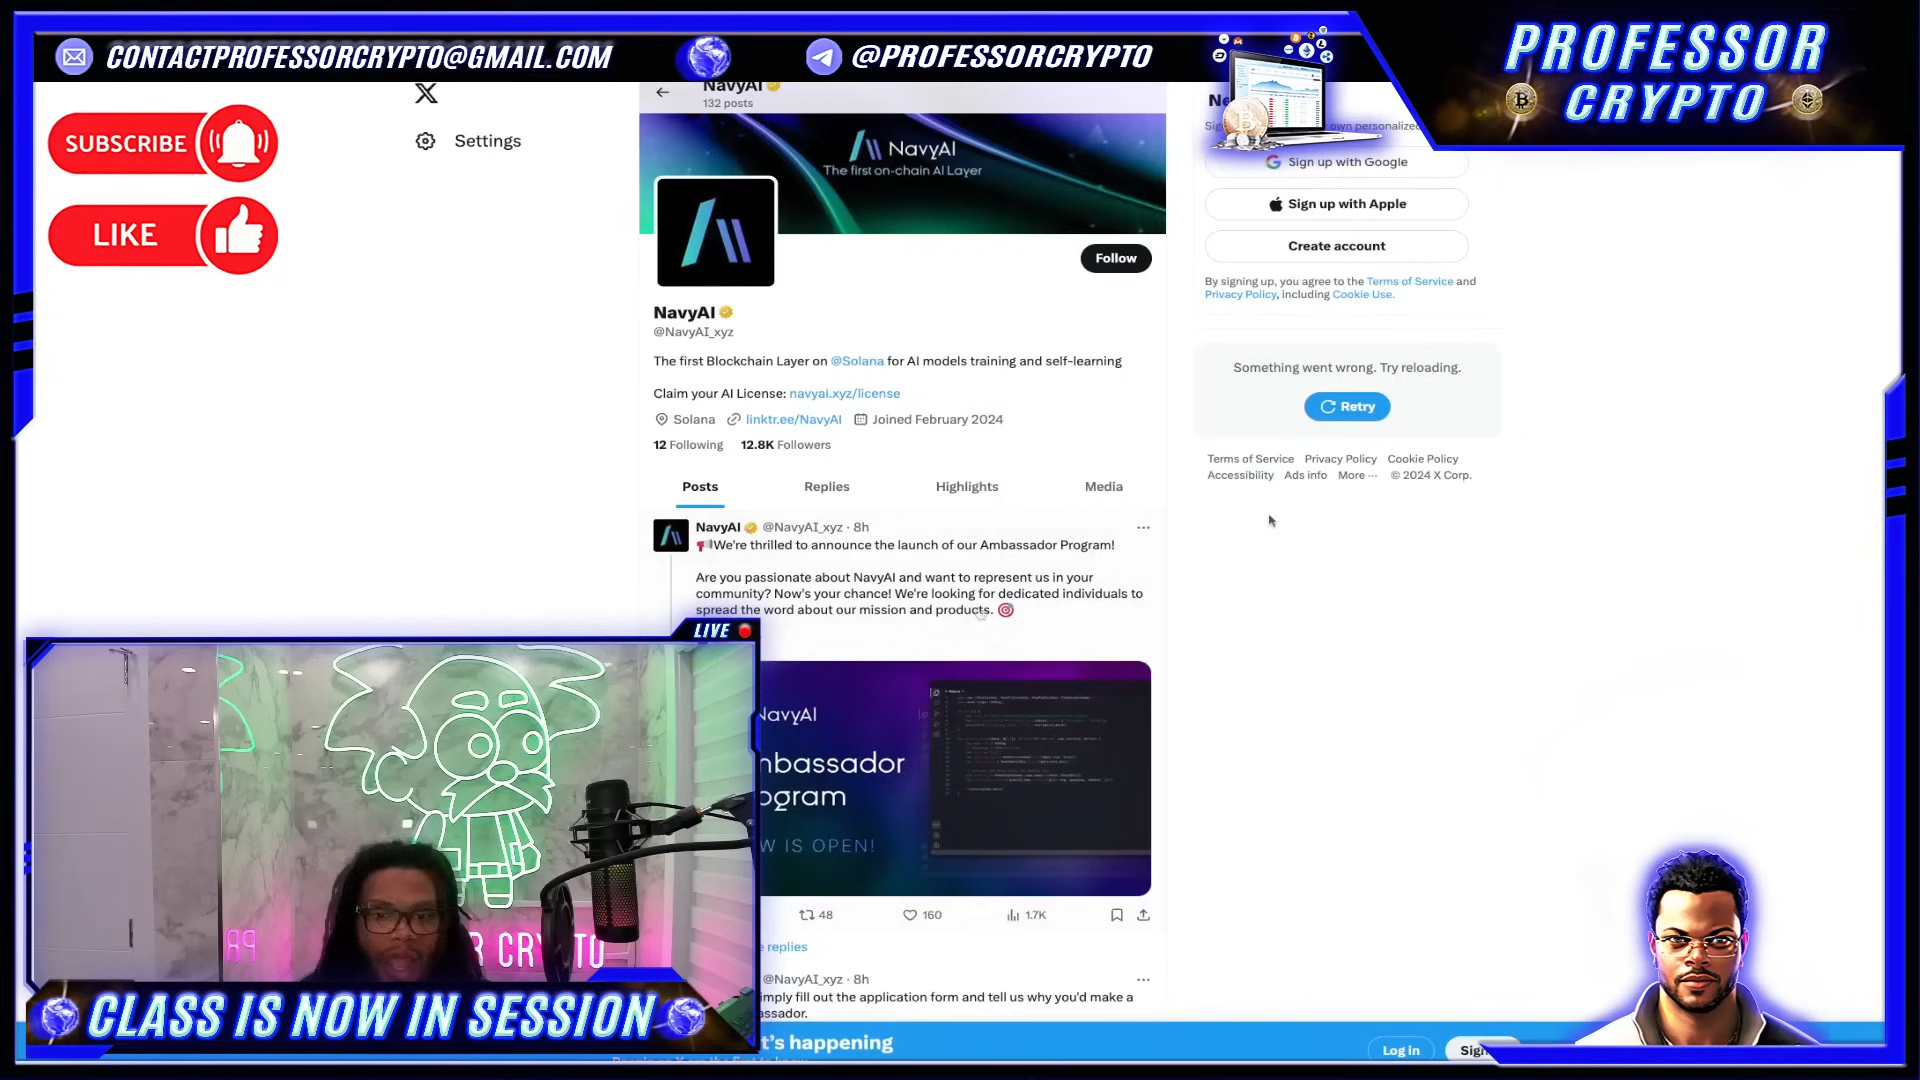 CONTACTPROFESSORCRYPTO@GMAIL.COM
@PROFESSORCRYPTO
PROFESSOR
CRYPTO
SUBSCRIBE
LIKE
Settings
NavyAI
132 posts
NavyAI
The first on-chain AI Layer
Follow
NavyAI
@NavyAI_xyz
The first Blockchain Layer on @Solana for AI models training and self-learning
Claim your AI License: navyai.xyz/license
Solana linktr.ee/NavyAI Joined February 2024
12 Following 12.8K Followers
Posts Replies Highlights Media
NavyAI @NavyAI_xyz · 8h
We're thrilled to announce the launch of our Ambassador Program!
Are you passionate about NavyAI and want to represent us in your
community? Now's your chance! We're looking for dedicated individuals to
spread the word about our mission and products.
NavyAI
mbassador
ogram
W IS OPEN!
48 160 1.7K
e replies
@NavyAI_xyz · 8h
imply fill out the application form and tell us why you'd make a
assador.
Ne
own personalized
Sign up with Google
Sign up with Apple
Create account
By signing up, you agree to the Terms of Service and
Privacy Policy, including Cookie Use.
Something went wrong. Try reloading.
Retry
Terms of Service Privacy Policy Cookie Policy
Accessibility Ads info More ··· © 2024 X Corp.
LIVE
R CRYPTO
CLASS IS NOW IN SESSION
t's happening
Log in
Sign